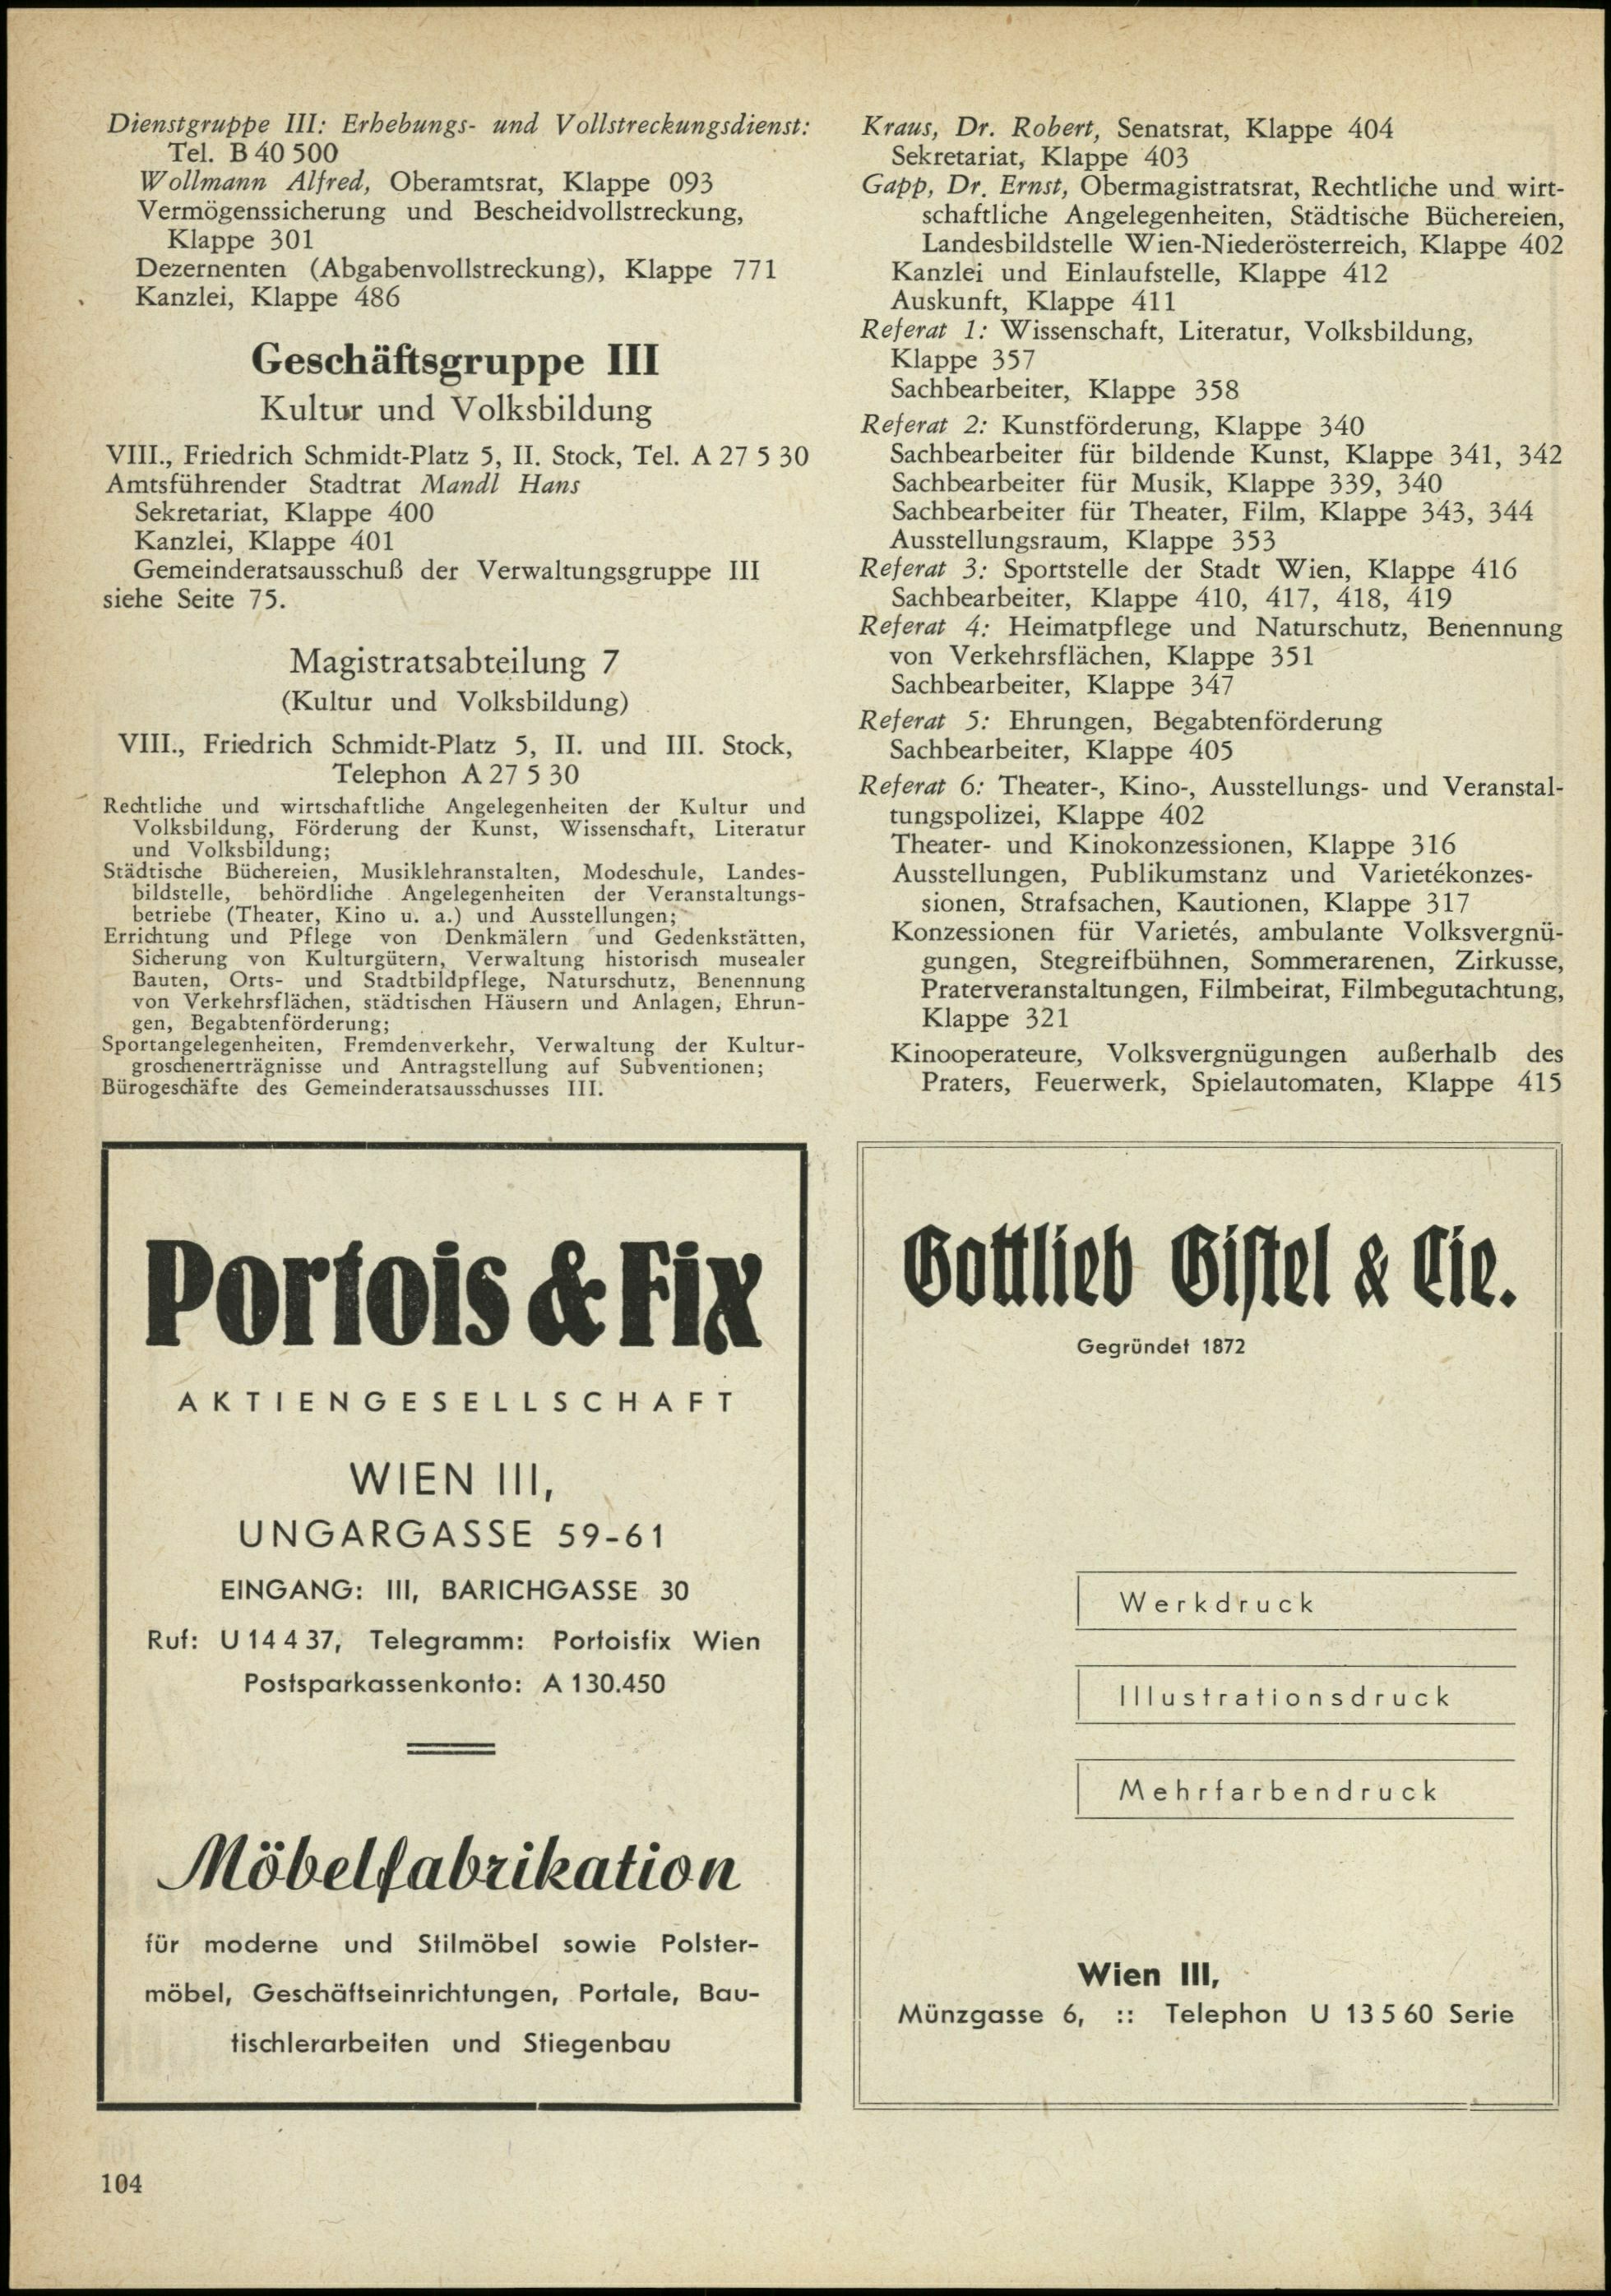 Dienstgruppe III: Erhebungs- und Vollstreckungsdienst:
Tel. B 40 500
Wollmann Alfred, Oberamtsrat, Klappe 093
Vermögenssicherung und Bescheidvollstreckung,
Klappe 301
Dezernenten (Abgabenvollstreckung), Klappe 771
Kanzlei, Klappe 486
Geschäftsgruppe III
Kultur und Volksbildung
VIII., Friedrich Schmidt-Platz 5, II. Stock, Tel. A 27 5 30
Amtsführender Stadtrat Mandl Hans
Sekretariat, Klappe 400
Kanzlei, Klappe 401
Gemeinderatsausschuß der Verwaltungsgruppe III
siehe Seite 75.
Magistratsabteilung 7
(Kultur und Volksbildung)
VIII., Friedrich Schmidt-Platz 5, II. und III. Stock,
Telephon A 27 5 30
Rechtliche und wirtschaftliche Angelegenheiten der Kultur und
Volksbildung, Förderung der Kunst, Wissenschaft, Literatur
und Volksbildung;
Städtische Büchereien, Musiklehranstalten, Modeschule, Landes-
bildstelle, behördliche Angelegenheiten der Veranstaltungs-
betriebe (Theater, Kino u. a.) und Ausstellungen;
Errichtung und Pflege von Denkmälern und Gedenkstätten,
Sicherung von Kulturgütern, Verwaltung historisch musealer
Bauten, Orts- und Stadtbildpflege, Naturschutz, Benennung
von Verkehrsflächen, städtischen Häusern und Anlagen, Ehrun-
gen, Begabtenförderung;
Sportangelegenheiten, Fremdenverkehr, Verwaltung der Kultur-
groschenerträgnisse und Antragstellung auf Subventionen;
Bürogeschäfte des Gemeinderatsausschusses III.
Kraus, Dr. Robert, Senatsrat, Klappe 404
Sekretariat, Klappe 403
Gapp, Dr. Ernst, Obermagistratsrat, Rechtliche und wirt-
schaftliche Angelegenheiten, Städtische Büchereien,
Landesbildstelle Wien-Niederösterreich, Klappe 402
Kanzlei und Einlaufstelle, Klappe 412
Auskunft, Klappe 411
Referat 1: Wissenschaft, Literatur, Volksbildung,
Klappe 357
Sachbearbeiter, Klappe 358
Referat 2: Kunstförderung, Klappe 340
Sachbearbeiter für bildende Kunst, Klappe 341, 342
Sachbearbeiter für Musik, Klappe 339, 340
Sachbearbeiter für Theater, Film, Klappe 343, 344
Ausstellungsraum, Klappe 353
Referat 3: Sportstelle der Stadt Wien, Klappe 416
Sachbearbeiter, Klappe 410, 417, 418, 419
Referat 4: Heimatpflege und Naturschutz, Benennung
von Verkehrsflächen, Klappe 351
Sachbearbeiter, Klappe 347
Referat 5: Ehrungen, Begabtenförderung
Sachbearbeiter, Klappe 405
Referat 6: Theater-, Kino-, Ausstellungs- und Veranstal-
tungspolizei, Klappe 402
Theater- und Kinokonzessionen, Klappe 316
Ausstellungen, Publikumstanz und Varietékonzes-
sionen, Strafsachen, Kautionen, Klappe 317
Konzessionen für Varietés, ambulante Volksvergnü-
gungen, Stegreifbühnen, Sommerarenen, Zirkusse,
Praterveranstaltungen, Filmbeirat, Filmbegutachtung,
Klappe 321
Kinooperateure, Volksvergnügungen außerhalb des
Praters, Feuerwerk, Spielautomaten, Klappe 415
Portois & Fix
AKTIENGESELLSCHAFT
WIEN III,
UNGARGASSE 59-61
EINGANG: III, BARICHGASSE 30
Ruf: U 14 4 37, Telegramm: Portoisfix Wien
Postsparkassenkonto: A 130.450
Möbelfabrikation
für moderne und Stilmöbel sowie Polster-
möbel, Geschäftseinrichtungen, Portale, Bau-
tischlerarbeiten und Stiegenbau
Gottlieb Gistel & Cie.
Gegründet 1872
Werkdruck
Illustrationsdruck
Mehrfarbendruck
Wien III,
Münzgasse 6, :: Telephon U 13 5 60 Serie
104